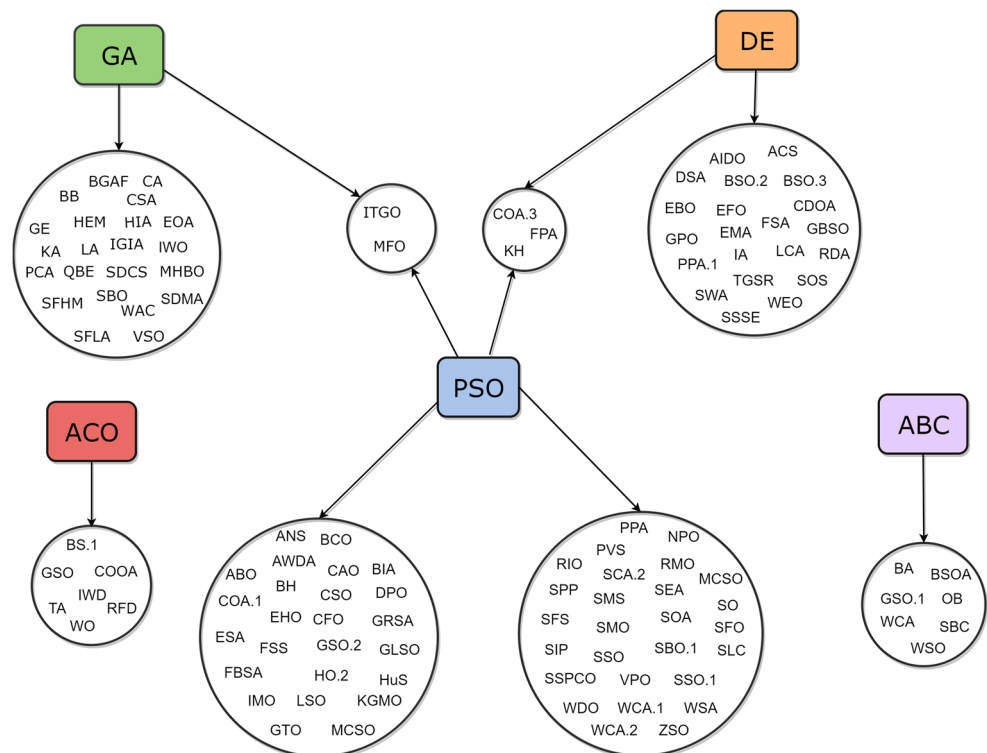 GA
DE
BGAF CA
BB CSA
GE HEM HIA EOA
KA LA IGIA IWO
PCA QBE SDCS MHBO
SFHM SBO WAC SDMA
SFLA VSO
ITGO
MFO
COA.3
FPA
KH
AIDO ACS
DSA BSO.2 BSO.3
EBO EFO FSA CDOA
GPO EMA GBSO
PPA.1 IA LCA RDA
TGSR SOS
SWA WEO
SSSE
PSO
ACO
ABC
BS.1
GSO COOA
IWD
TA RFD
WO
ANS BCO
AWDA CAO BIA
ABO BH CSO DPO
COA.1 EHO CFO GRSA
ESA FSS GSO.2 GLSO
FBSA HO.2 HuS
IMO LSO KGMO
GTO MCSO
PPA NPO
PVS
RIO SCA.2 RMO MCSO
SPP SMS SEA SO
SFS SMO SOA SFO
SIP SSO SBO.1 SLC
SSPCO VPO SSO.1
WDO WCA.1 WSA
WCA.2 ZSO
BA BSOA
GSO.1 OB
WCA SBC
WSO